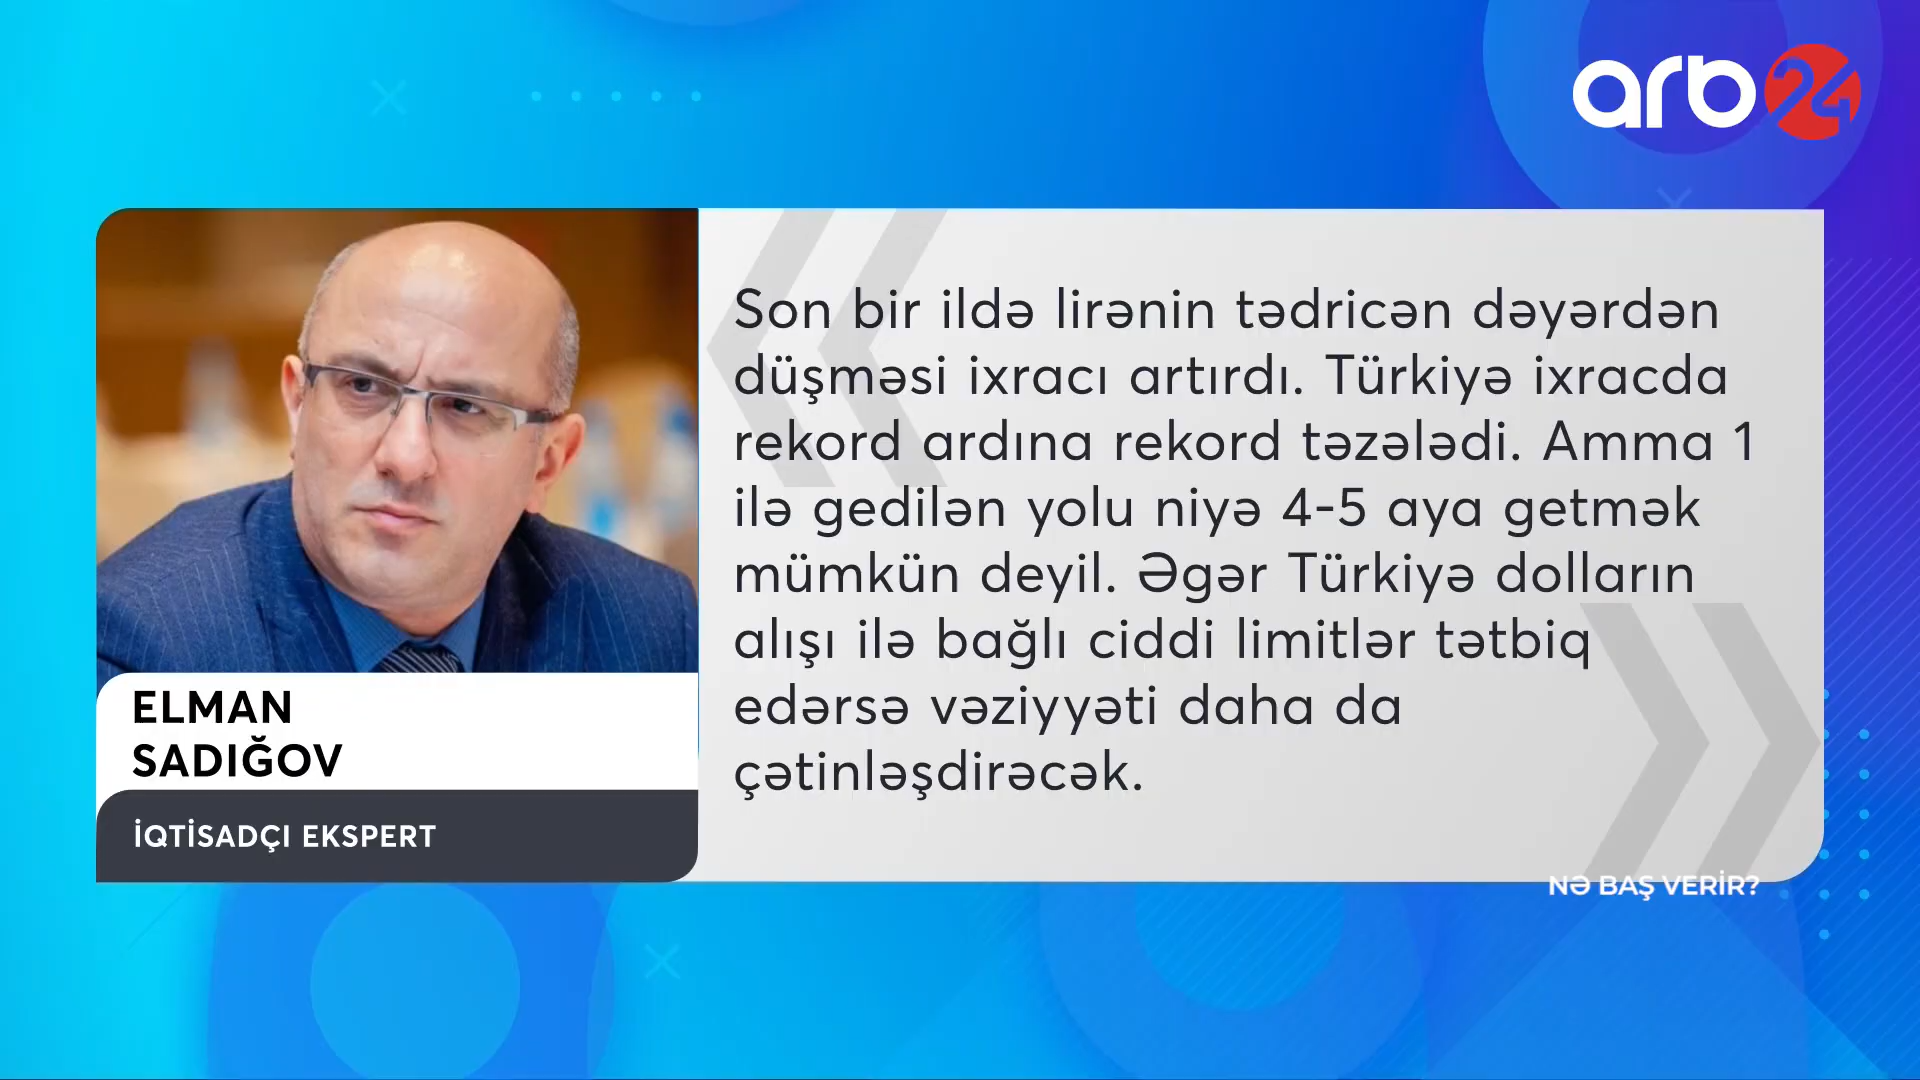 arb24
Son bir ildə lirənin tədricən dəyərdən
düşməsi ixracı artırdı. Türkiyə ixracda
rekord ardına rekord təzələdi. Amma 1
ilə gedilən yolu niyə 4-5 aya getmək
mümkün deyil. Əgər Türkiyə dolların
alışı ilə bağlı ciddi limitlər tətbiq
edərsə vəziyyəti daha da
çətinləşdirəcək.
ELMAN
SADIĞOV
İQTİSADÇI EKSPERT
NƏ BAŞ VERİR?